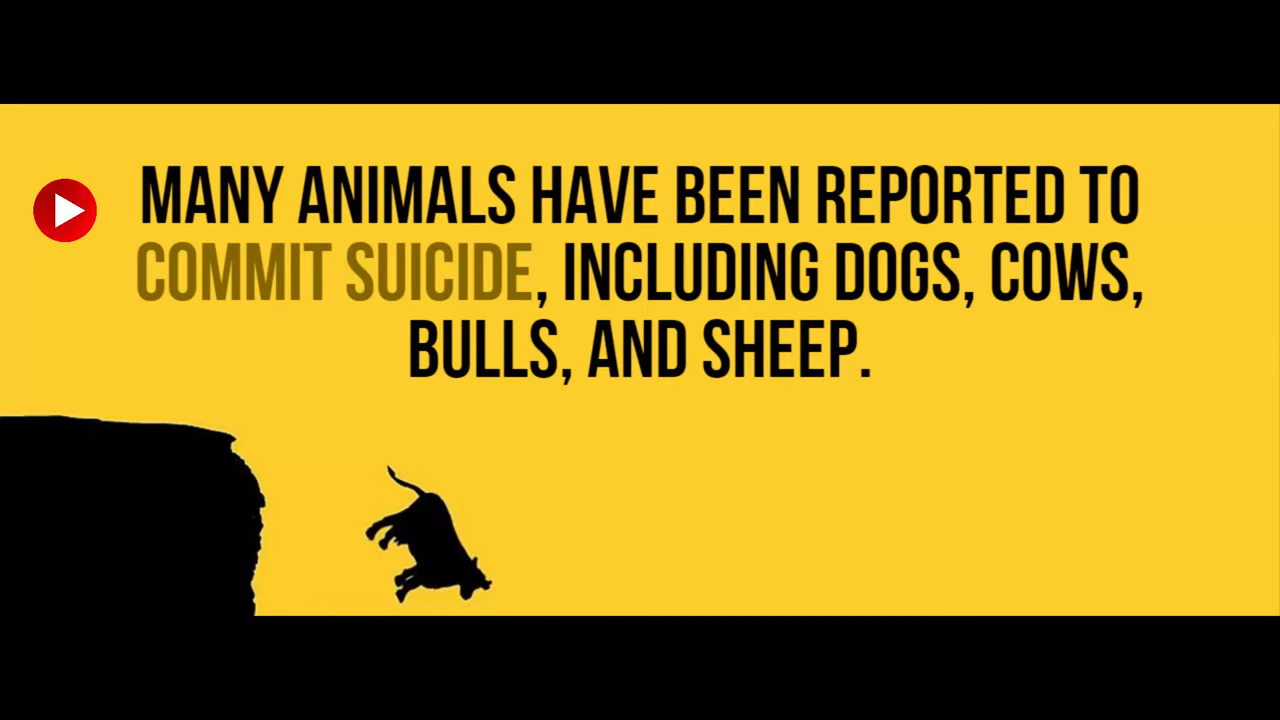 MANY ANIMALS HAVE BEEN REPORTED TO
COMMIT SUICIDE, INCLUDING DOGS, COWS,
BULLS, AND SHEEP.